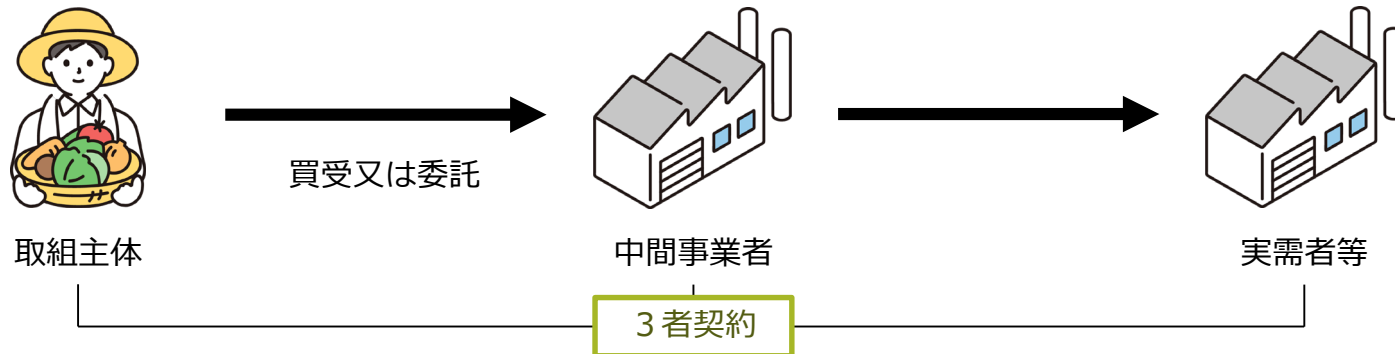 買受又は委託
取組主体
中間事業者
実需者等
３者契約